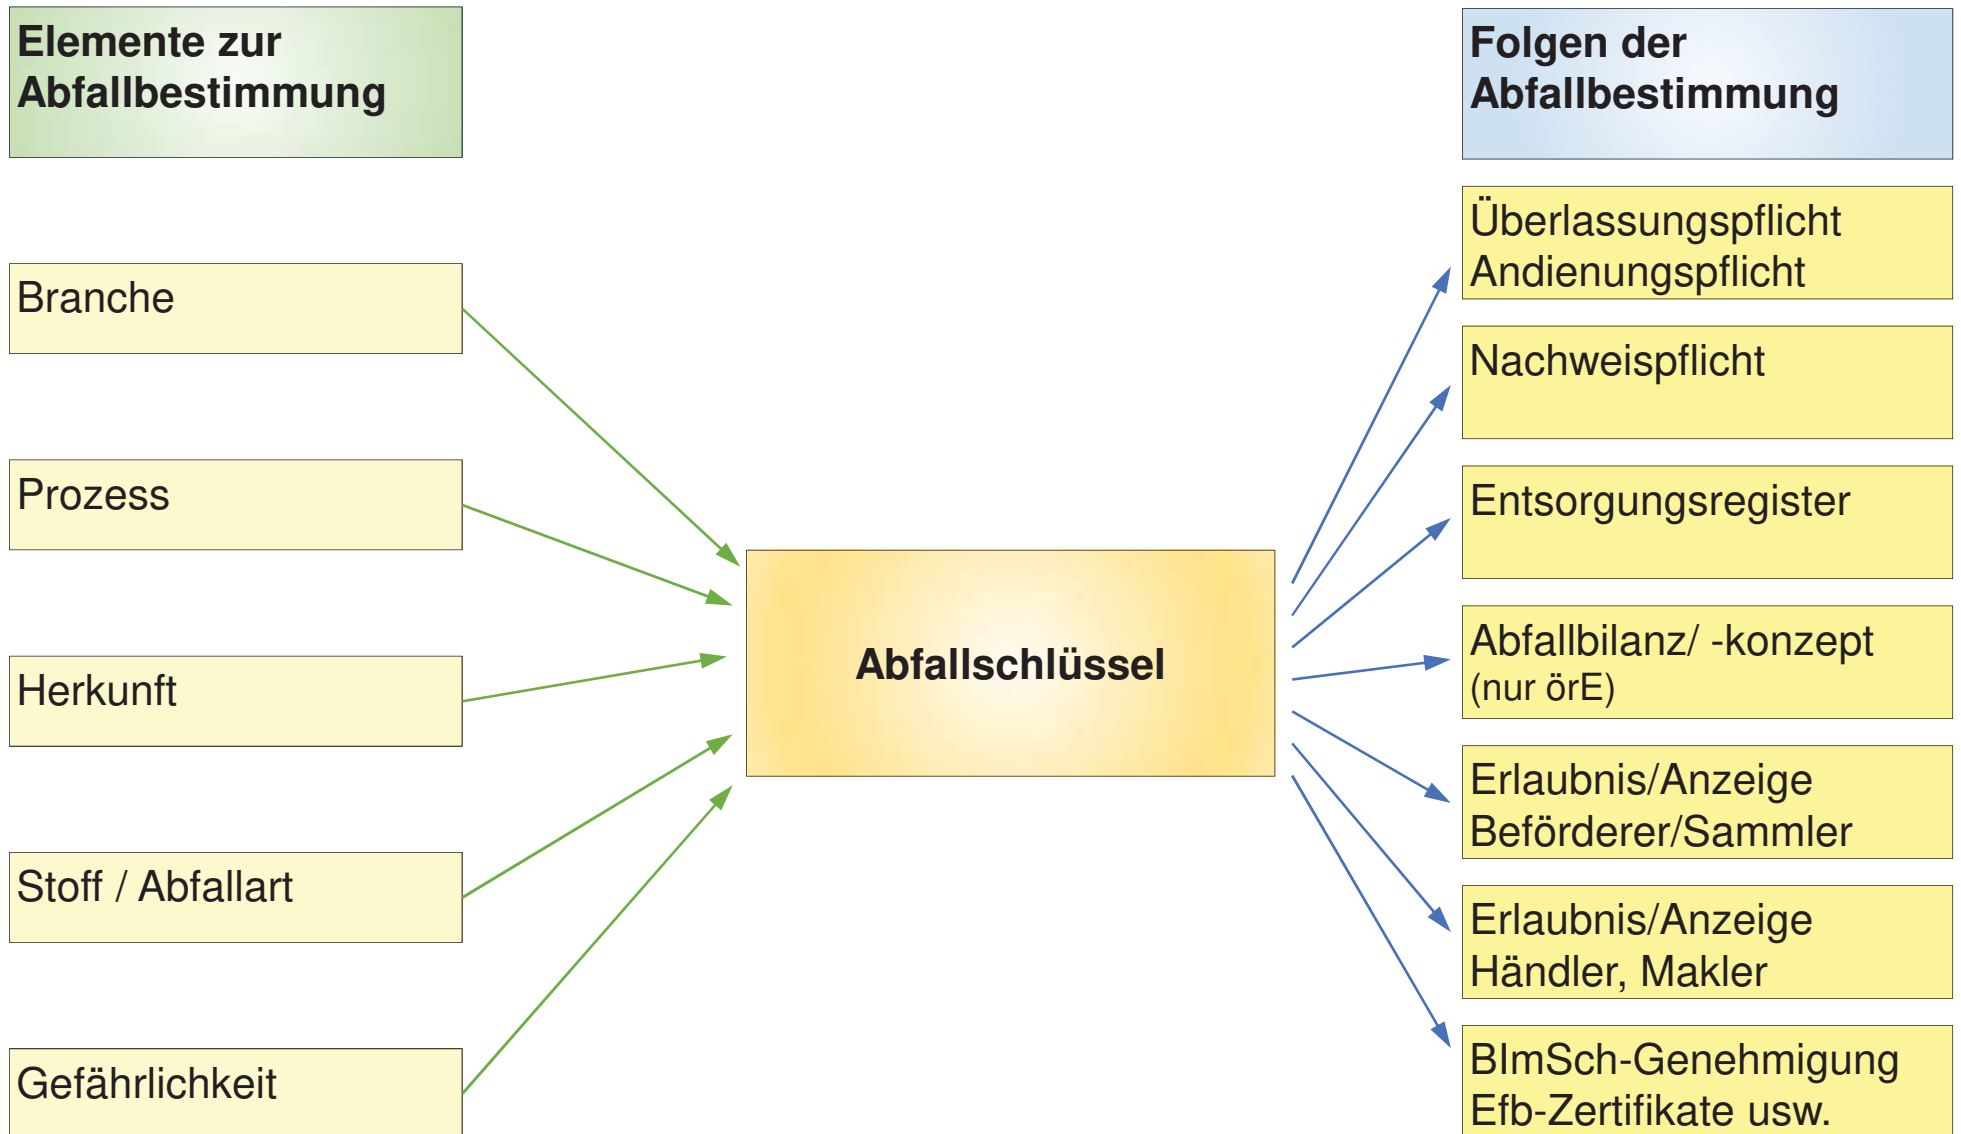 Elemente zur
Abfallbestimmung
Branche
Prozess
Herkunft
Stoff / Abfallart
Gefährlichkeit
Abfallschlüssel
Folgen der
Abfallbestimmung
Überlassungspflicht
Andienungspflicht
Nachweispflicht
Entsorgungsregister
Abfallbilanz/ -konzept
(nur örE)
Erlaubnis/Anzeige
Beförderer/Sammler
Erlaubnis/Anzeige
Händler, Makler
BImSch-Genehmigung
Efb-Zertifikate usw.